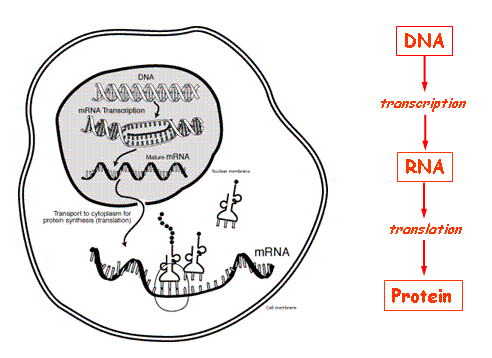 DNA
mRNA Transcription
Mature mRNA
Nuclear membrane
Transport to cytoplasm for
protein synthesis (translation)
mRNA
Cell membrane
DNA
transcription
RNA
translation
Protein